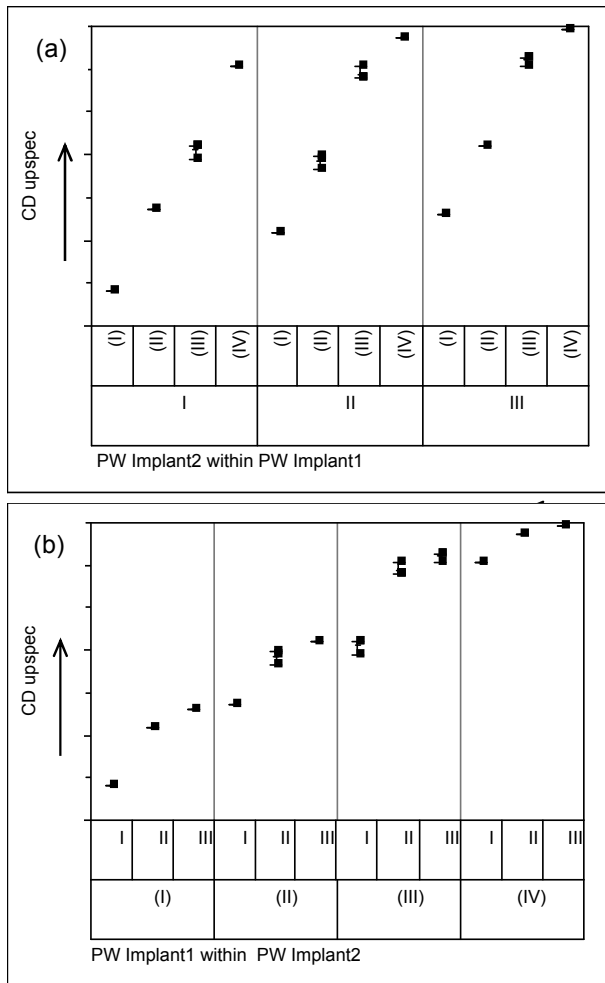 (a)
CD upspec
(I) (II) (III) (IV) (I) (II) (III) (IV) (I) (II) (III) (IV)
I II III
PW Implant2 within PW Implant1
(b)
CD upspec
I II III I II III I II III I II III
(I) (II) (III) (IV)
PW Implant1 within PW Implant2